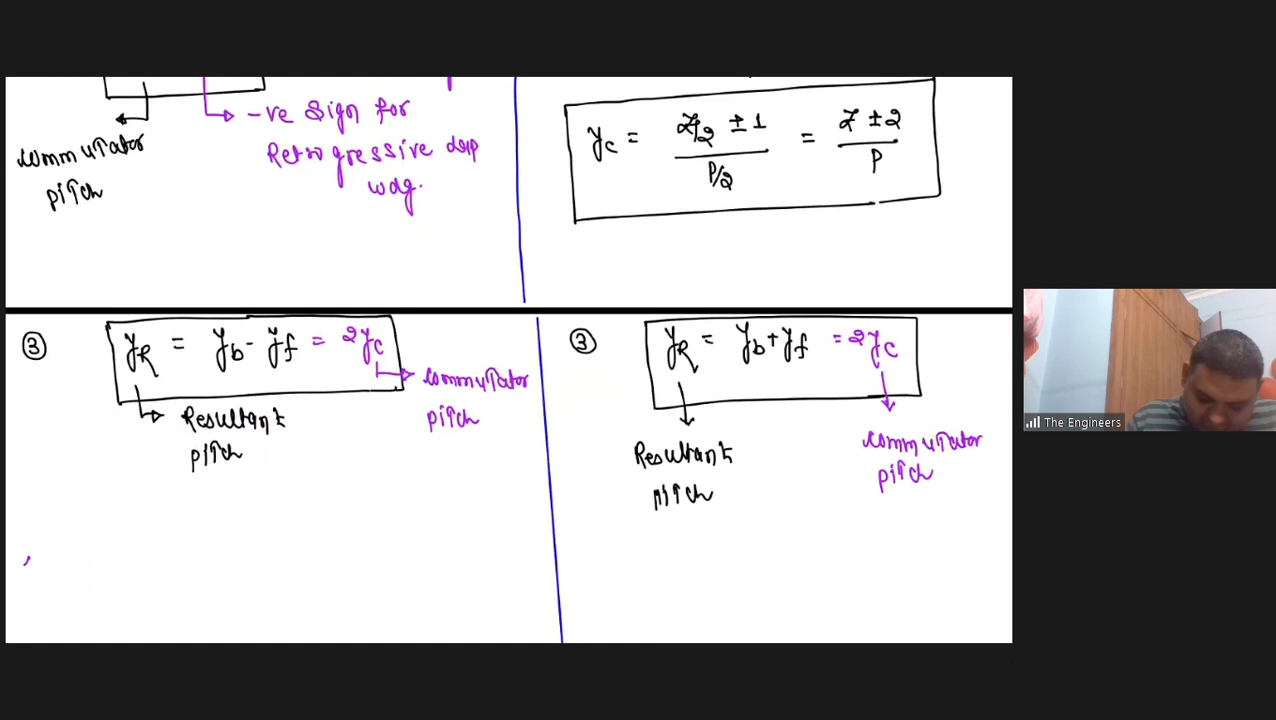 -ve Sign for
Retrogressive Lap
wdg.
commutator
pitch
yc = Z/2 ± 1 / P/2 = Z ± 2 / P
③ yR = yb - yf = 2yc
commutator
pitch
Resultant
pitch
③ yR = yb + yf = 2yc
commutator
pitch
Resultant
pitch
The Engineers